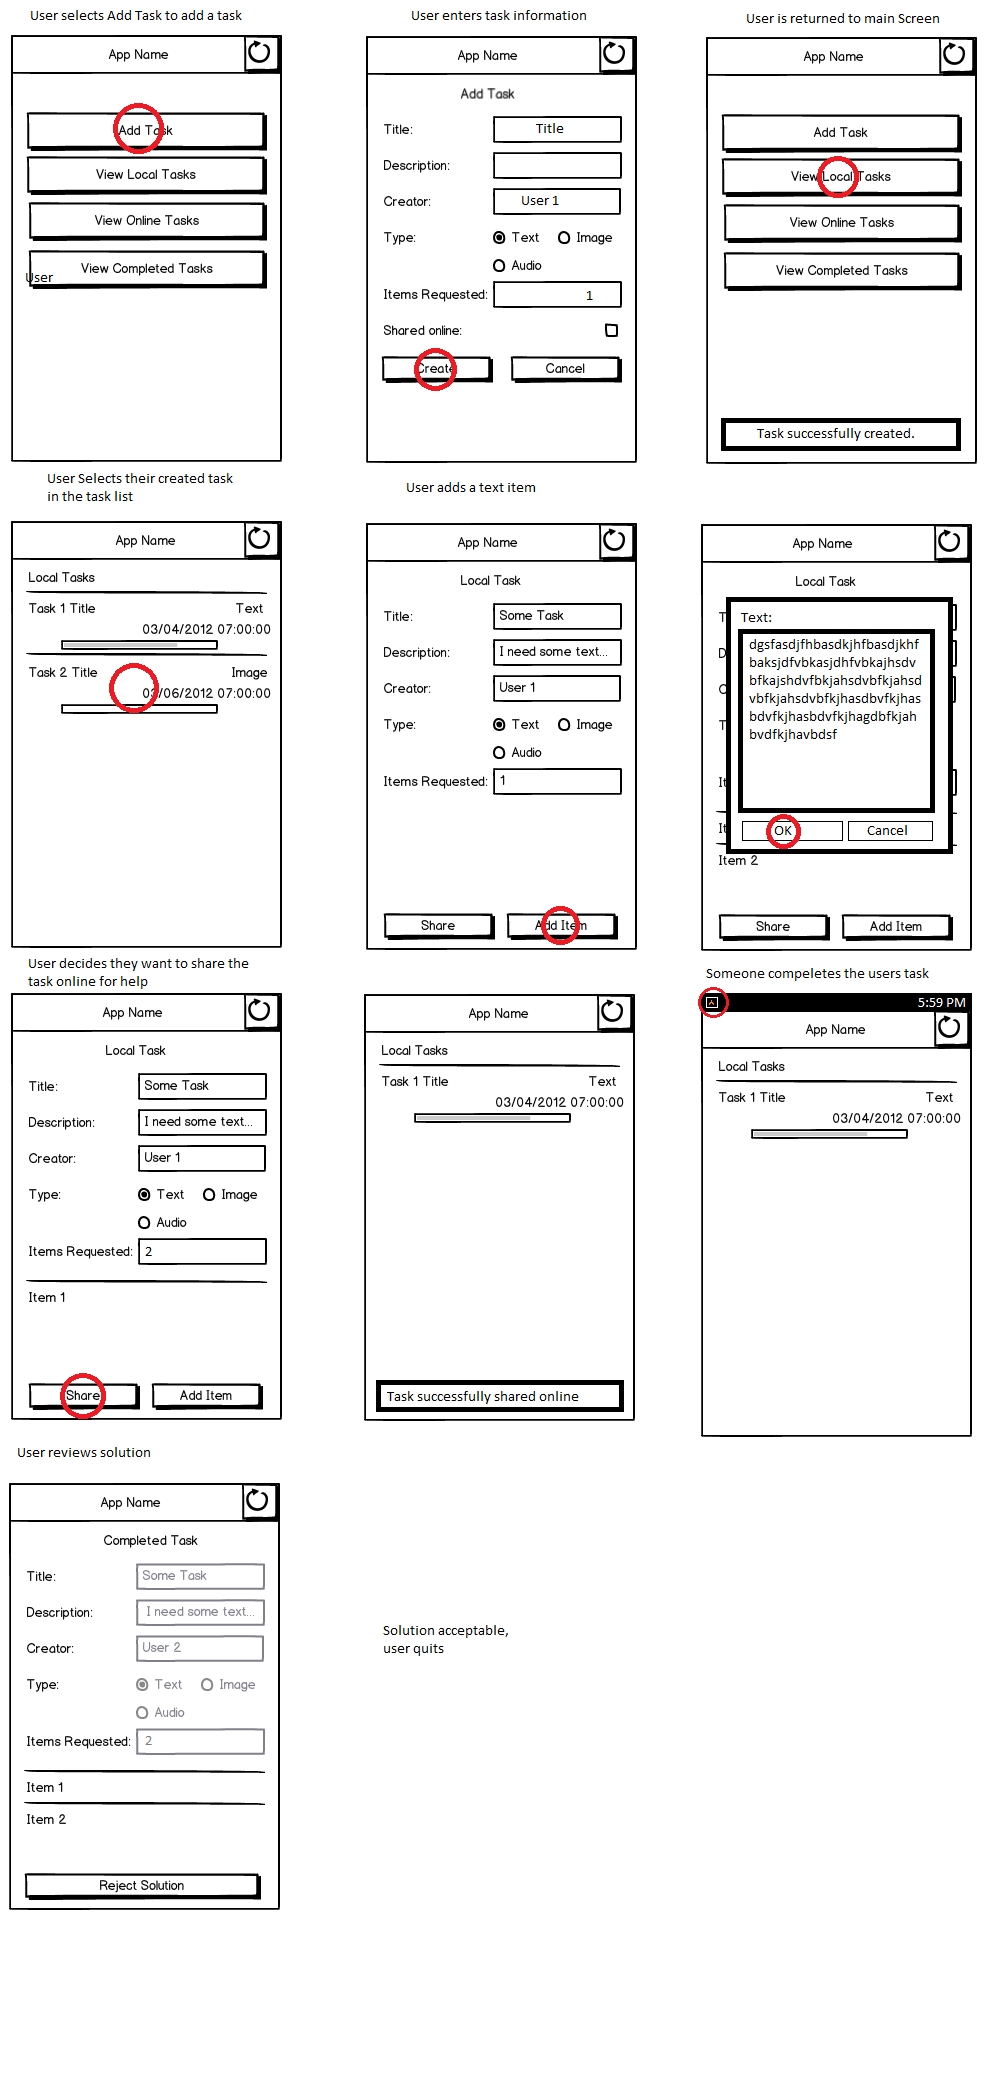 User selects Add Task to add a task
App Name
Add Task
View Local Tasks
View Online Tasks
View Completed Tasks
User
User enters task information
App Name
Add Task
Title: Title
Description:
Creator: User 1
Type: Text Image
Audio
Items Requested: 1
Shared online:
Create Cancel
User is returned to main Screen
App Name
Add Task
View Local Tasks
View Online Tasks
View Completed Tasks
Task successfully created.
User Selects their created task
in the task list
App Name
Local Tasks
Task 1 Title Text
03/04/2012 07:00:00
Task 2 Title Image
03/06/2012 07:00:00
User adds a text item
App Name
Local Task
Title: Some Task
Description: I need some text...
Creator: User 1
Type: Text Image
Audio
Items Requested: 1
Share Add Item
App Name
Local Task
T
D
C
T
It
It
Text:
dgsfasdjfhbasdkjhfbasdjkhf
baksjdfvbkasjdhfvbkajhsdv
bfkajshdvfbkjahsdvbfkjahsd
vbfkjahsdvbfkjhasdbvfkjhas
bdvfkjhasbdvfkjhagdbfkjah
bvdfkjhavbdsf
OK Cancel
Item 2
Share Add Item
User decides they want to share the
task online for help
App Name
Local Task
Title: Some Task
Description: I need some text...
Creator: User 1
Type: Text Image
Audio
Items Requested: 2
Item 1
Share Add Item
App Name
Local Tasks
Task 1 Title Text
03/04/2012 07:00:00
Task successfully shared online
Someone compeletes the users task
5:59 PM
App Name
Local Tasks
Task 1 Title Text
03/04/2012 07:00:00
User reviews solution
App Name
Completed Task
Title: Some Task
Description: I need some text...
Creator: User 2
Type: Text Image
Audio
Items Requested: 2
Item 1
Item 2
Reject Solution
Solution acceptable,
user quits